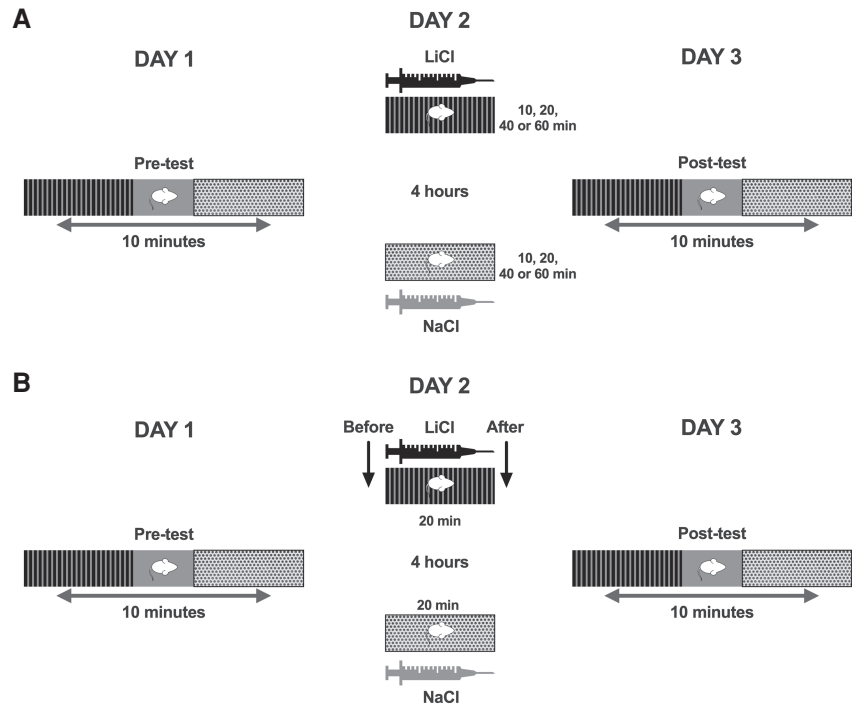 A
DAY 1
DAY 2
DAY 3
LiCl
10, 20,
40 or 60 min
Pre-test
10 minutes
4 hours
Post-test
10 minutes
10, 20,
40 or 60 min
NaCl
B
DAY 1
DAY 2
DAY 3
Before
LiCl
After
20 min
Pre-test
10 minutes
4 hours
Post-test
10 minutes
20 min
NaCl